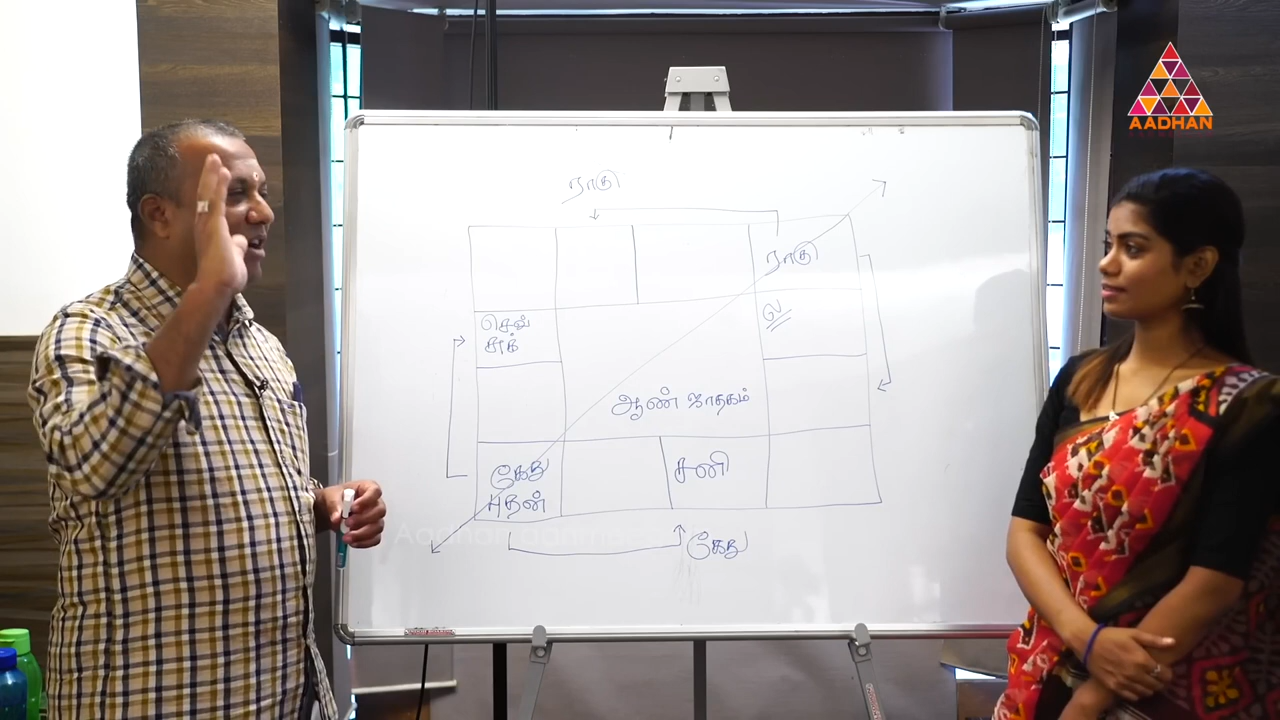 AADHAN
ராகு
ராகு
செவ்
சுக்
ல
ஆண் ஜாதகம்
கேது
புதன்
சனி
கேது